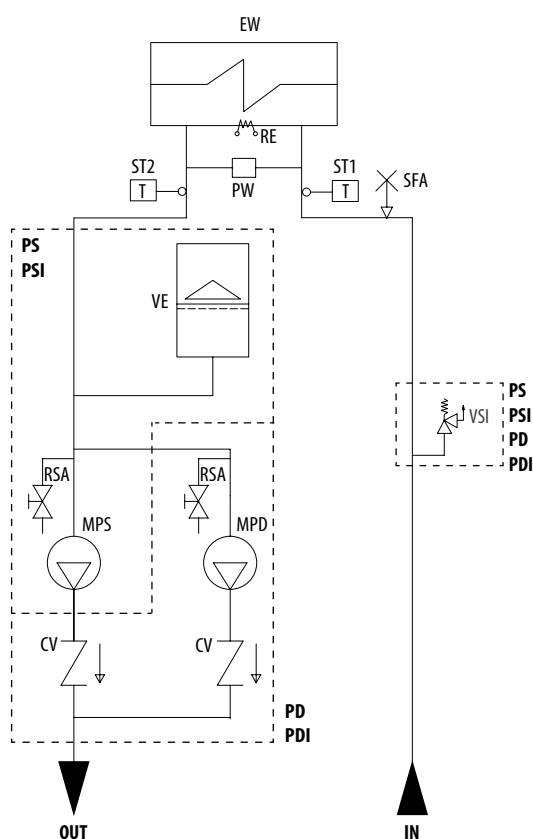 EW
RE
ST2
ST1
T
PW
T
SFA
PS
PSI
VE
PS
PSI
PD
PDI
VSI
RSA
RSA
MPS
MPD
CV
CV
PD
PDI
OUT
IN